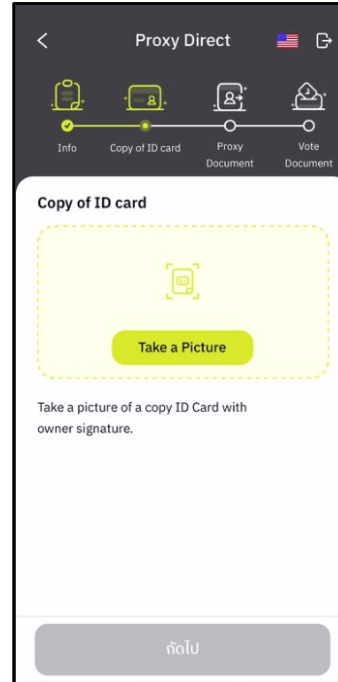 Proxy Direct
Info
Copy of ID card
Proxy
Document
Vote
Document
Copy of ID card
Take a Picture
Take a picture of a copy ID Card with
owner signature.
ถัดไป